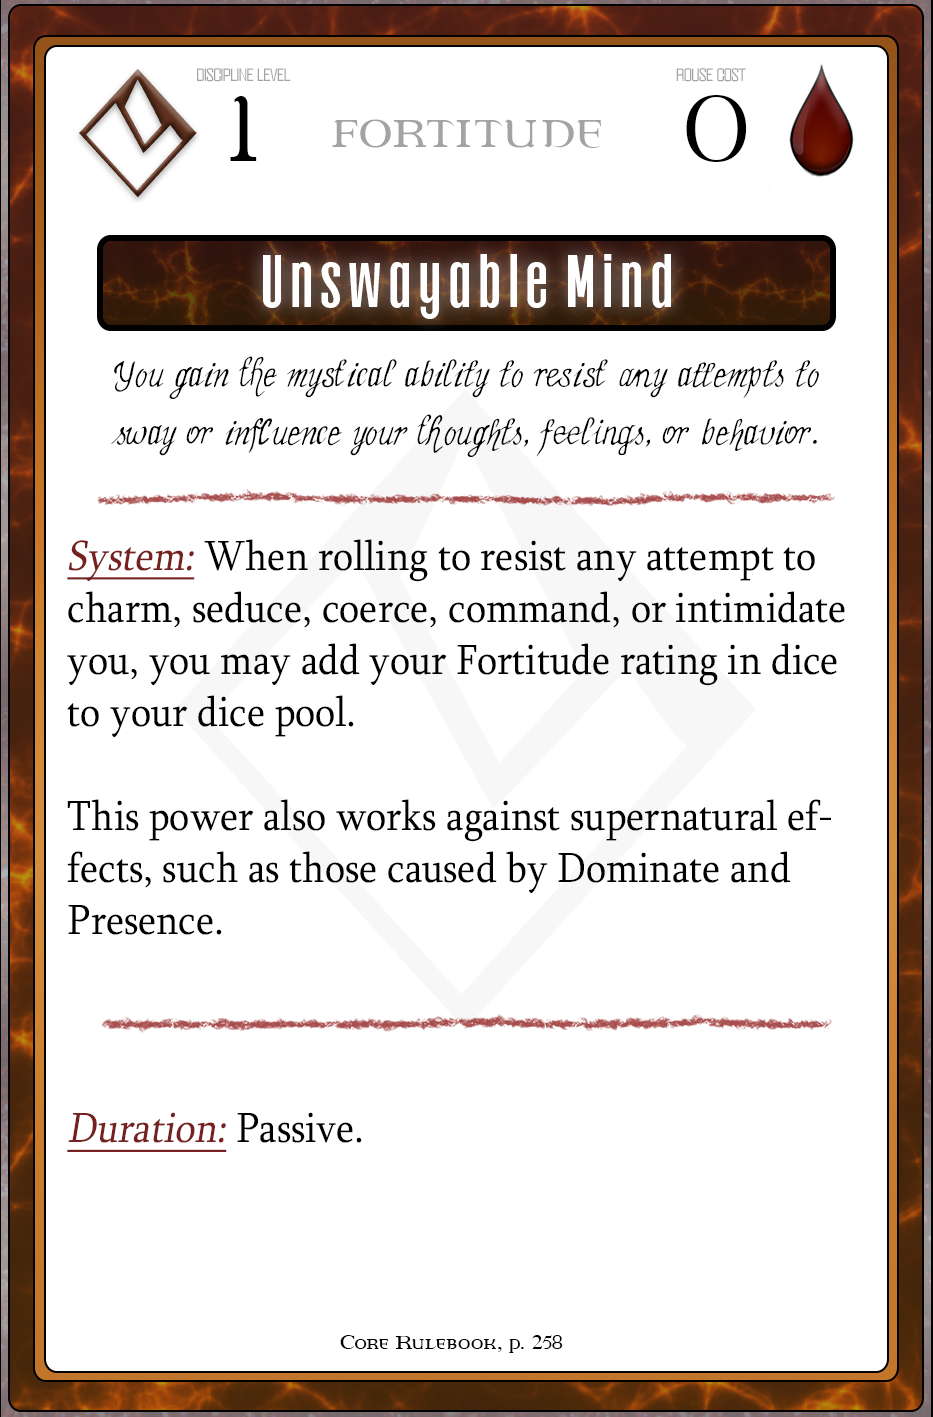 DISCIPLINE LEVEL
ROUSE COST
1
FORTITUDE
0
Unswayable Mind
You gain the mystical ability to resist any attempts to
sway or influence your thoughts, feelings, or behavior.
System: When rolling to resist any attempt to
charm, seduce, coerce, command, or intimidate
you, you may add your Fortitude rating in dice
to your dice pool.
This power also works against supernatural ef-
fects, such as those caused by Dominate and
Presence.
Duration: Passive.
Core Rulebook, p. 258